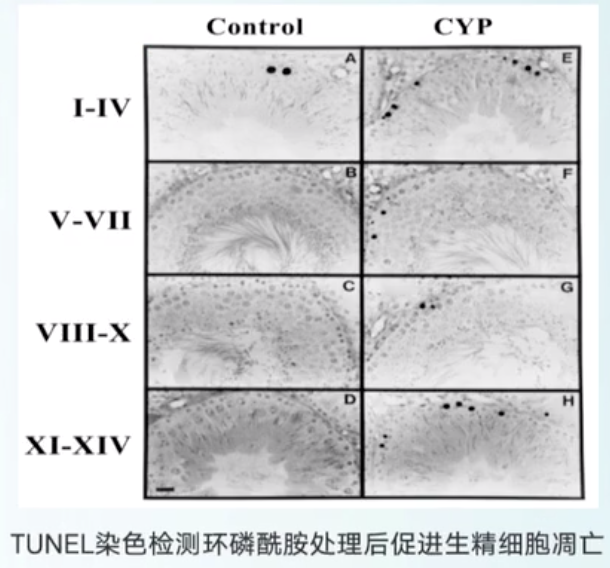 Control CYP
I-IV A E
V-VII B F
VIII-X C G
XI-XIV D H
TUNEL染色检测环磷酰胺处理后促进生精细胞凋亡